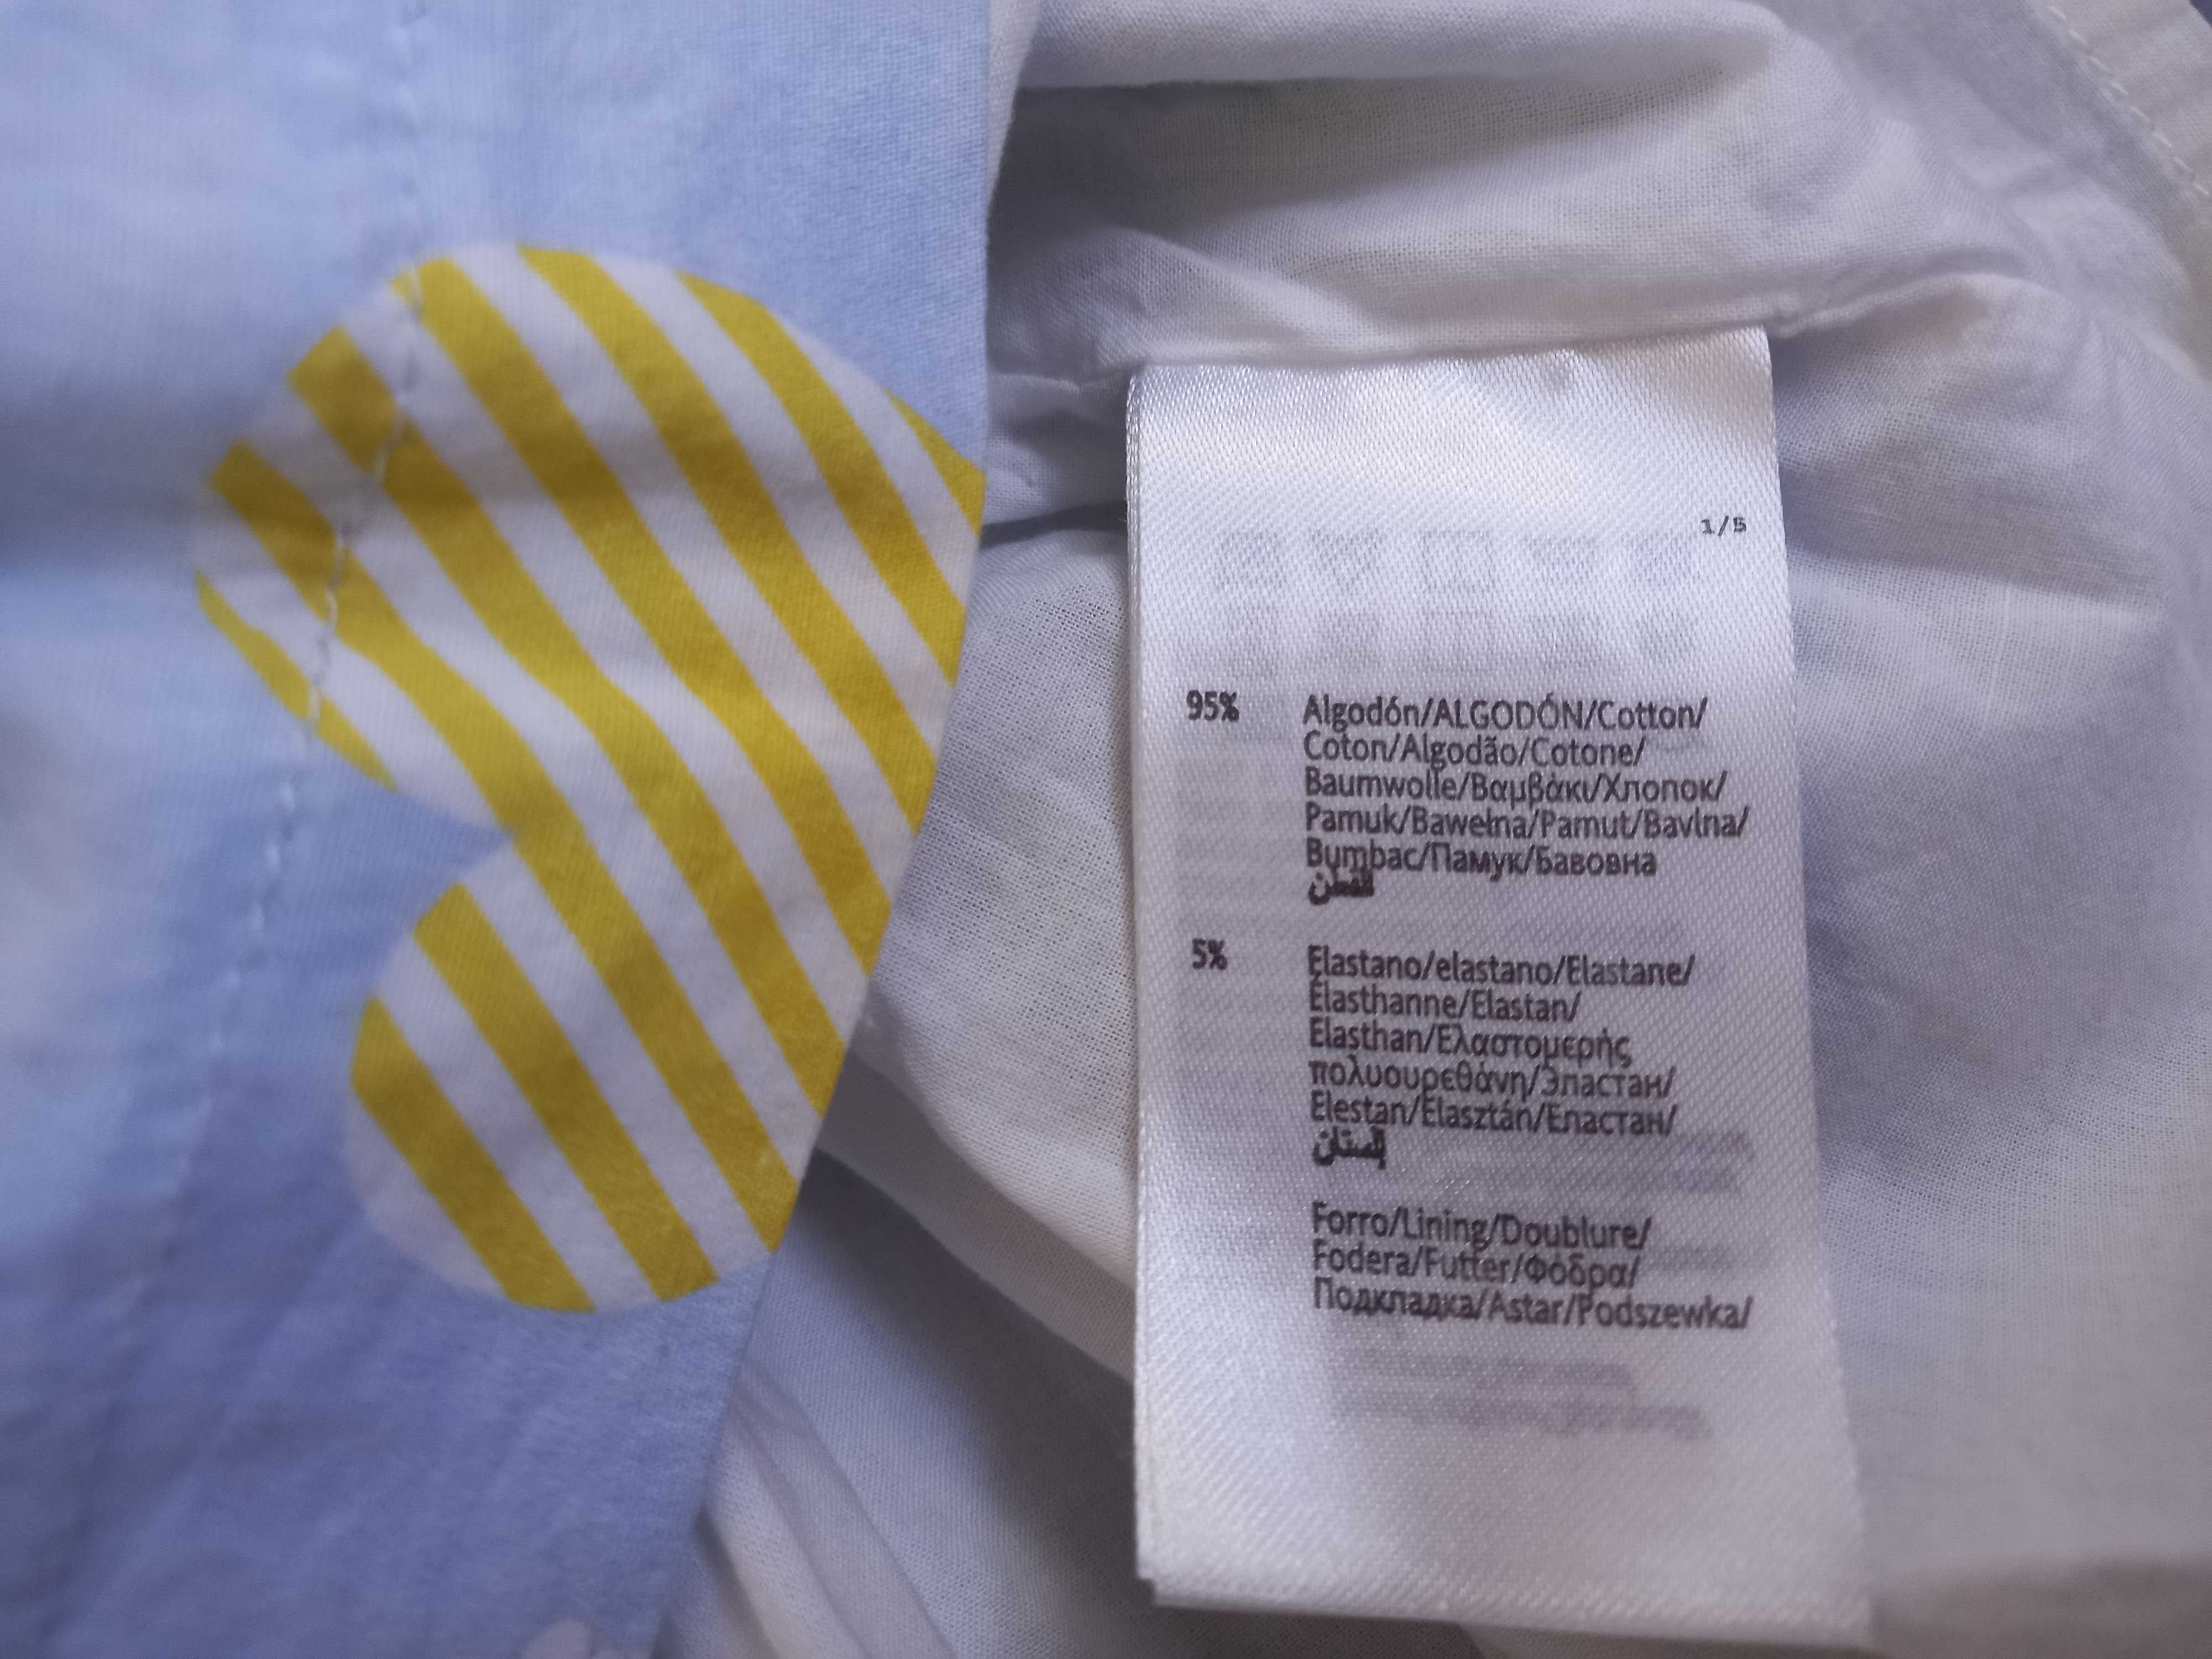 1/5
95% Algodón/ALGODÓN/Cotton/
Coton/Algodão/Cotone/
Baumwolle/Βαμβάκι/Хлопок/
Pamuk/Bawełna/Pamut/Bavlna/
Bumbac/Памук/Бавовна
القطن
5% Elastano/elastano/Elastane/
Élasthanne/Elastan/
Elasthan/Ελαστομερής
πολυουρεθάνη/Эластан/
Elestan/Elasztán/Еластан/
إلستان
Forro/Lining/Doublure/
Fodera/Futter/Φόδρα/
Подкладка/Astar/Podszewka/